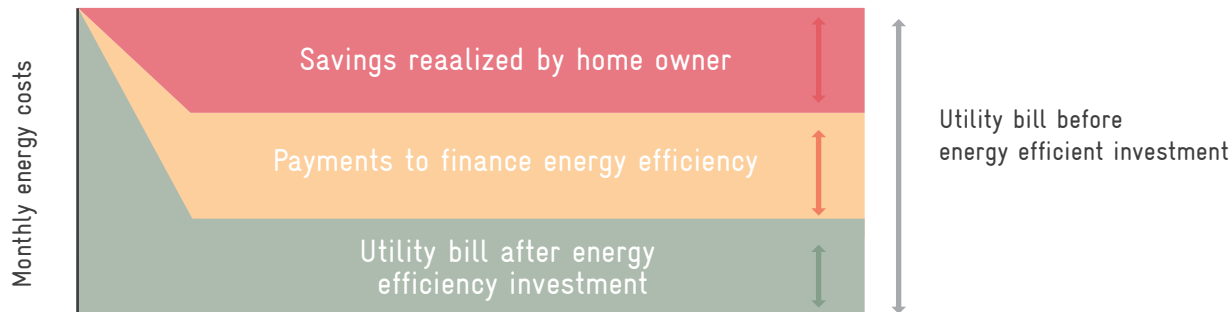 Monthly energy costs
Savings reaalized by home owner
Payments to finance energy efficiency
Utility bill after energy
efficiency investment
Utility bill before
energy efficient investment